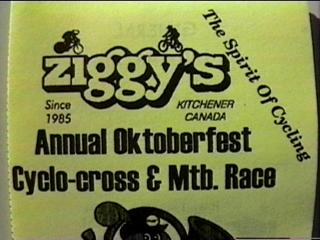 ziggy's
The Spirit Of Cycling
Since
1985
KITCHENER
CANADA
Annual Oktoberfest
Cyclo-cross & Mtb. Race